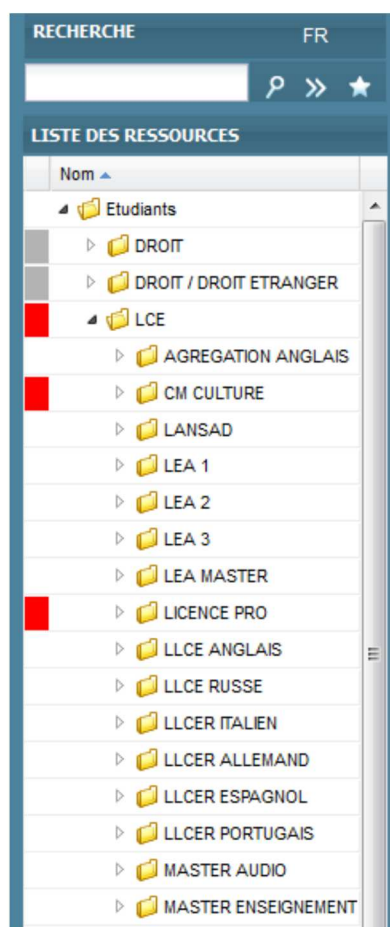 RECHERCHE FR
LISTE DES RESSOURCES
Nom
Etudiants
DROIT
DROIT / DROIT ETRANGER
LCE
AGREGATION ANGLAIS
CM CULTURE
LANSAD
LEA 1
LEA 2
LEA 3
LEA MASTER
LICENCE PRO
LLCE ANGLAIS
LLCE RUSSE
LLCER ITALIEN
LLCER ALLEMAND
LLCER ESPAGNOL
LLCER PORTUGAIS
MASTER AUDIO
MASTER ENSEIGNEMENT